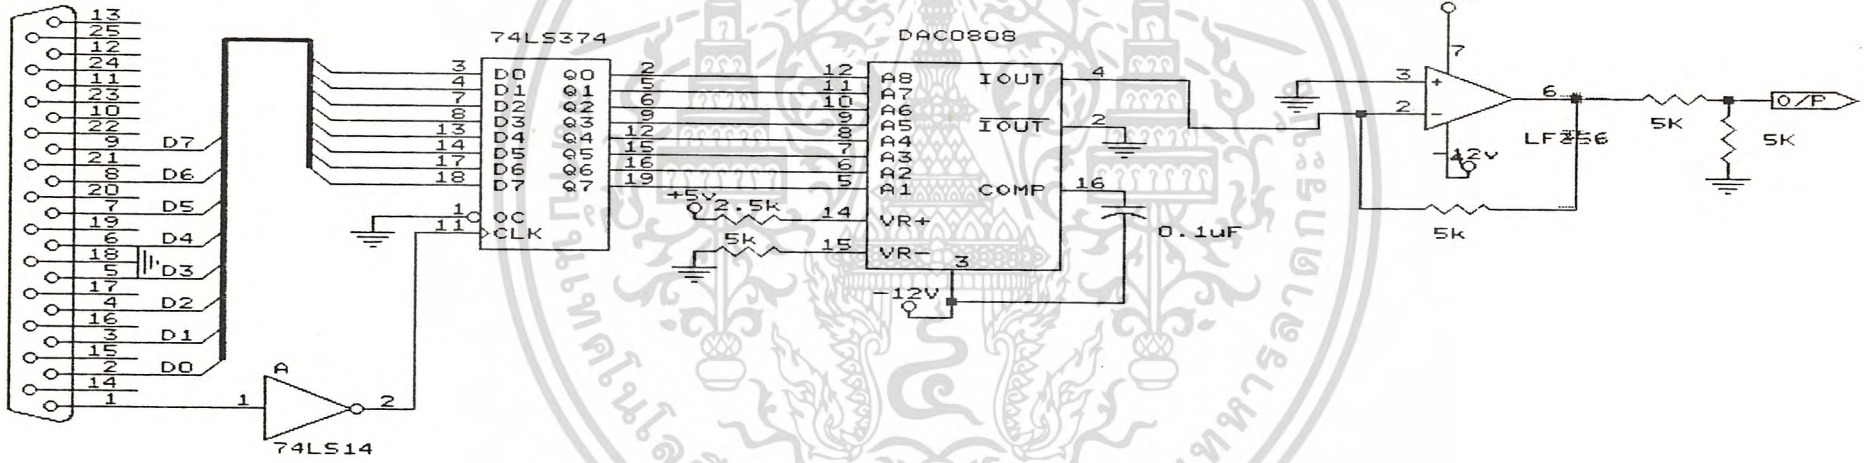 13
25
12
24
11
23
10
22
9 D7
21
8 D6
20
7 D5
19
6 D4
18
5 D3
17
4 D2
16
3 D1
15
2 D0
14
1
A
1 2
74LS14
74LS374
3 D0 Q0 2
4 D1 Q1 5
7 D2 Q2 6
8 D3 Q3 9
13 D4 Q4 12
14 D5 Q5 15
17 D6 Q6 16
18 D7 Q7 19
1 OC
11 CLK
DAC0808
12 A8 IOUT 4
11 A7
10 A6
9 A5 IOUT 2
8 A4
7 A3
6 A2
5 A1 COMP 16
+5v 2.5k 14 VR+
5k 15 VR-
3
-12V
0.1uF
7
3 +
2 -
6
-12v
5k
5K
5K
O/P